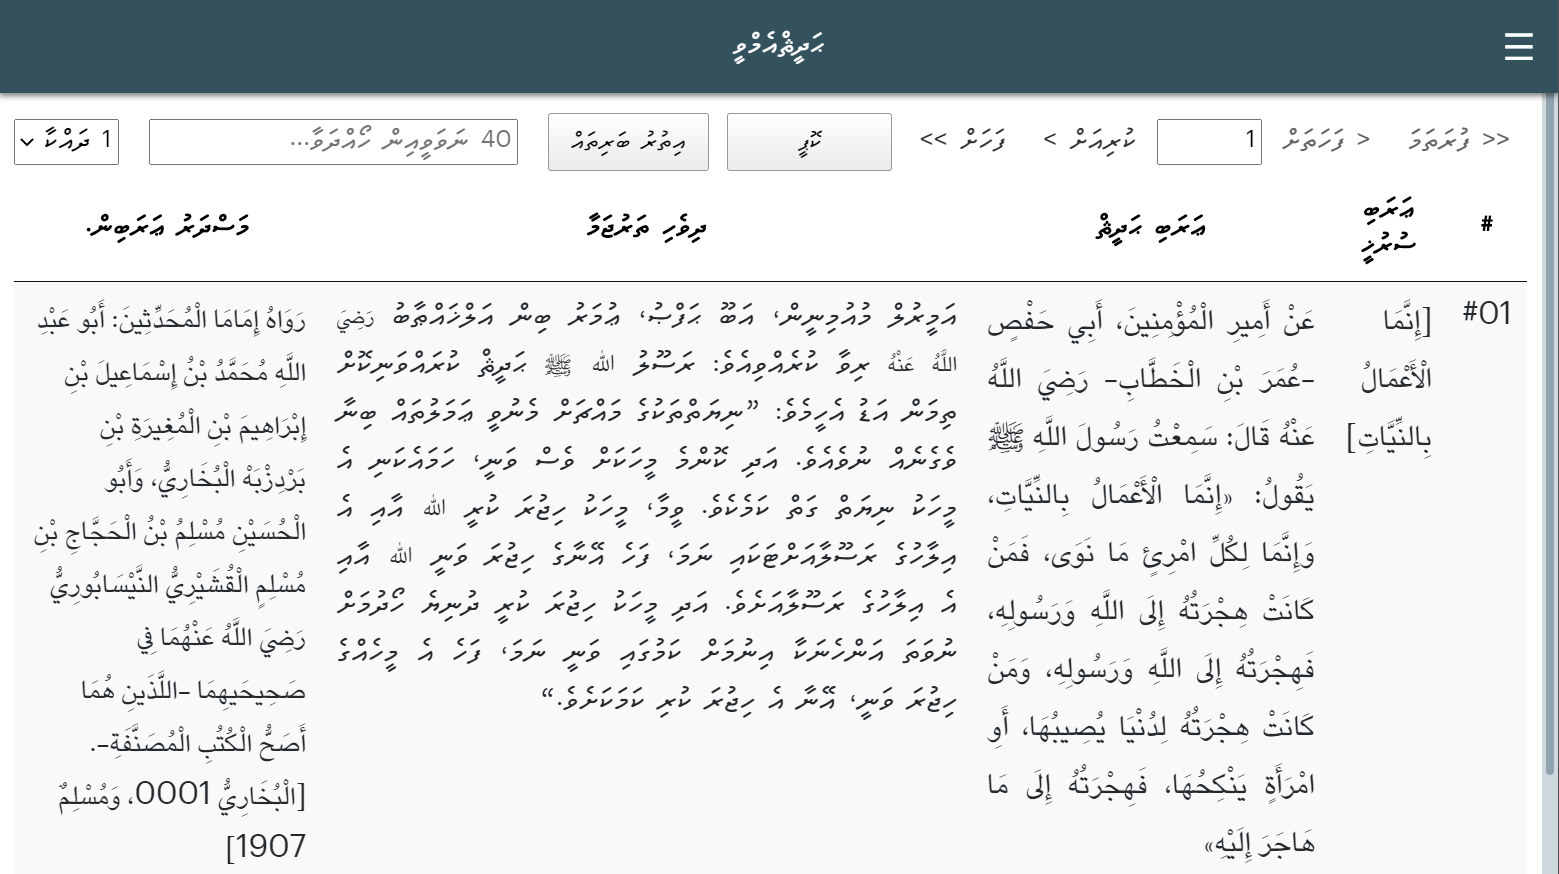 ޙަދީޘްއެމްވީ
<< ފުރަތަމަ
< ފަހަތަށް
1
ކުރިއަށް >
ފަހަށް >>
ކޮޕީ
އިތުރު ބަރިތައް
40 ނަވަވީއިން ހޯއްދަވާ...
1 ދައްކާ
#
ޢަރަބި
ސުރުޚީ
ޢަރަބި ޙަދީޘް
ދިވެހި ތަރުޖަމާ
މަސްދަރު ޢަރަބިން.
#01
[إِنَّمَا
الْأَعْمَالُ
بِالنِّيَّاتِ]
عَنْ أَمِيرِ الْمُؤْمِنِينَ، أَبِي حَفْصٍ
-عُمَرَ بْنِ الْخَطَّابِ- رَضِيَ اللَّهُ
عَنْهُ قَالَ: سَمِعْتُ رَسُولَ اللَّهِ ﷺ
يَقُولُ: «إِنَّمَا الْأَعْمَالُ بِالنِّيَّاتِ،
وَإِنَّمَا لِكُلِّ امْرِئٍ مَا نَوَى، فَمَنْ
كَانَتْ هِجْرَتُهُ إِلَى اللَّهِ وَرَسُولِهِ،
فَهِجْرَتُهُ إِلَى اللَّهِ وَرَسُولِهِ، وَمَنْ
كَانَتْ هِجْرَتُهُ لِدُنْيَا يُصِيبُهَا، أَوِ
امْرَأَةٍ يَنْكِحُهَا، فَهِجْرَتُهُ إِلَى مَا
هَاجَرَ إِلَيْهِ»
އަމީރުލް މުއުމިނީން، އަބޫ ޙަފްޞު، ޢުމަރު ބިން އަލްޚައްޠާބު رَضِيَ
اللَّهُ عَنْهُ ރިވާ ކުރެއްވިއެވެ: ރަސޫލު ﷲ ﷺ ޙަދީޘް ކުރައްވަނިކޮށް
ތިމަން އަޑު އެހީމެވެ: ”ނިޔަތްތަކުގެ މައްޗަށް މެނުވީ ޢަމަލުތައް ބިނާ
ވެގެނެއް ނުވެއެވެ. އަދި ކޮންމެ މީހަކަށް ވެސް ވަނީ، ހަމައެކަނި އެ
މީހަކު ނިޔަތް ގަތް ކަމެކެވެ. ވީމާ، މީހަކު ހިޖުރަ ކުރީ ﷲ އާއި އެ
އިލާހުގެ ރަސޫލާއަށްޓަކައި ނަމަ، ފަހެ އޭނާގެ ހިޖުރަ ވަނީ ﷲ އާއި
އެ އިލާހުގެ ރަސޫލާއަށެވެ. އަދި މީހަކު ހިޖުރަ ކުރީ ދުނިޔެ ހޯދުމަށް
ނުވަތަ އަންހެނަކާ އިނުމަށް ކަމުގައި ވަނީ ނަމަ، ފަހެ އެ މީހެއްގެ
ހިޖުރަ ވަނީ، އޭނާ އެ ހިޖުރަ ކުރި ކަމަކަށެވެ.“
رَوَاهُ إِمَامَا الْمُحَدِّثِينَ: أَبُو عَبْدِ
اللَّهِ مُحَمَّدُ بْنُ إِسْمَاعِيلَ بْنِ
إِبْرَاهِيمَ بْنِ الْمُغِيرَةِ بْنِ
بَرْدِزْبَهْ الْبُخَارِيُّ، وَأَبُو
الْحُسَيْنِ مُسْلِمُ بْنُ الْحَجَّاجِ بْنِ
مُسْلِمٍ الْقُشَيْرِيُّ النَّيْسَابُورِيُّ
رَضِيَ اللَّهُ عَنْهُمَا فِي
صَحِيحَيهِمَا -اللَّذَينِ هُمَا
أَصَحُّ الْكُتُبِ الْمُصَنَّفَةِ-.
[الْبُخَارِيُّ 0001، وَمُسْلِمٌ
1907]